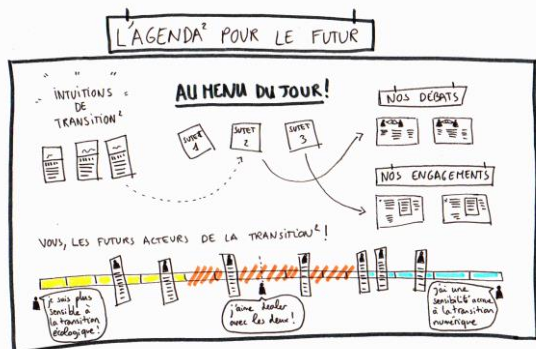 L'AGENDA² POUR LE FUTUR
INTUITIONS
DE
TRANSITION²
AU MENU DU JOUR!
SUJET
1
SUJET
2
SUJET
3
NOS DÉBATS
NOS ENGAGEMENTS
VOUS, LES FUTURS ACTEURS DE LA TRANSITION²!
je suis plus
sensible à
la transition
écologique!
j'aime dealer
avec les deux!
j'ai une
sensibilité accrue
à la transition
numérique